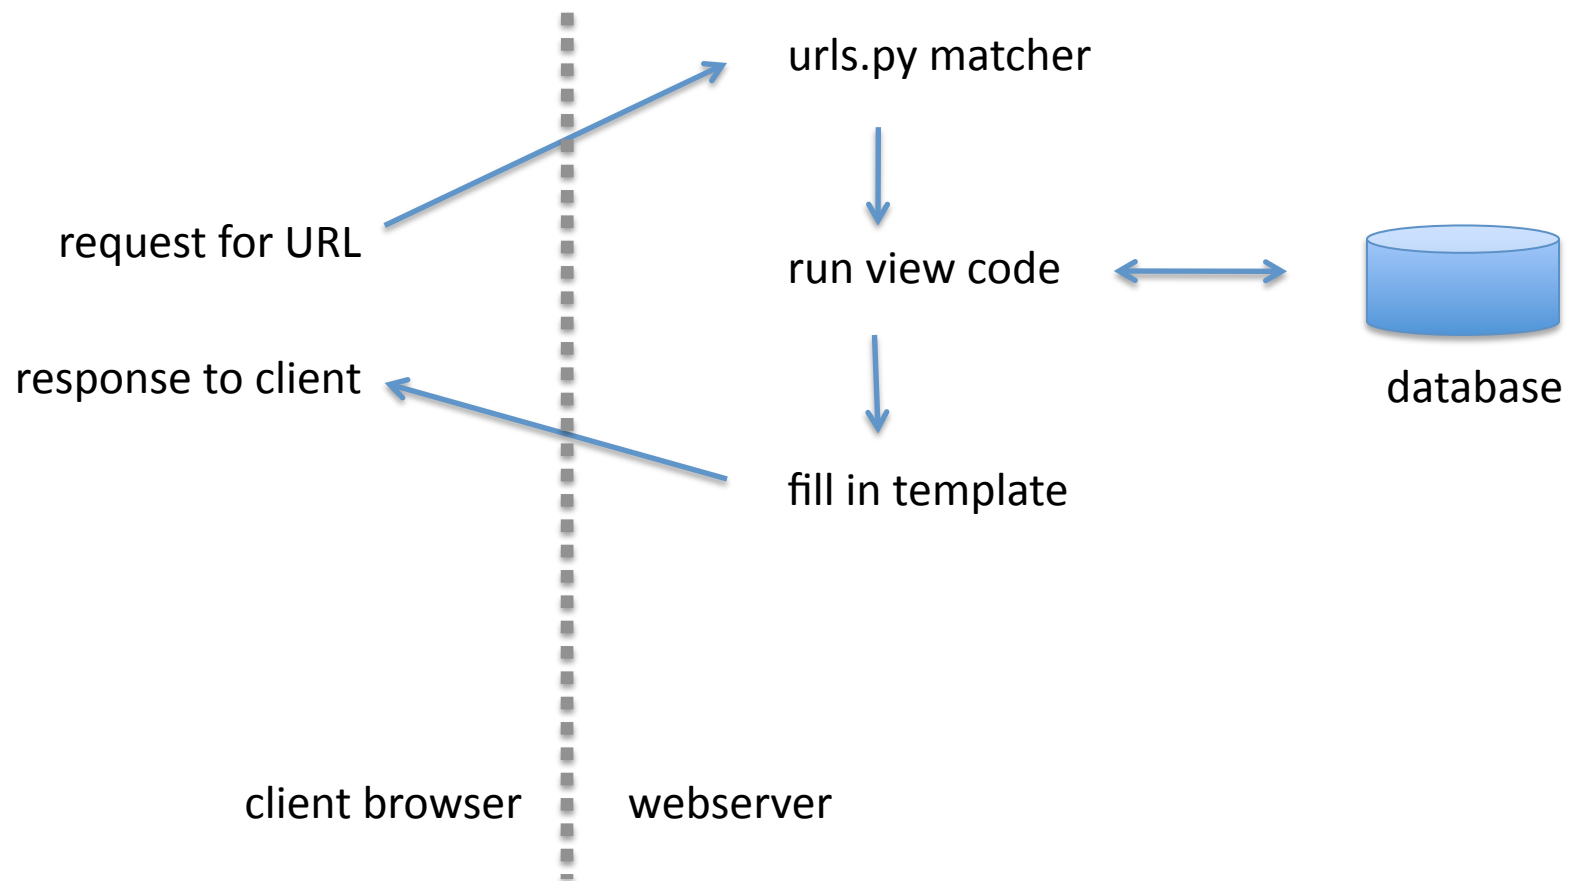 urls.py matcher
request for URL
run view code
response to client
database
fill in template
client browser
webserver